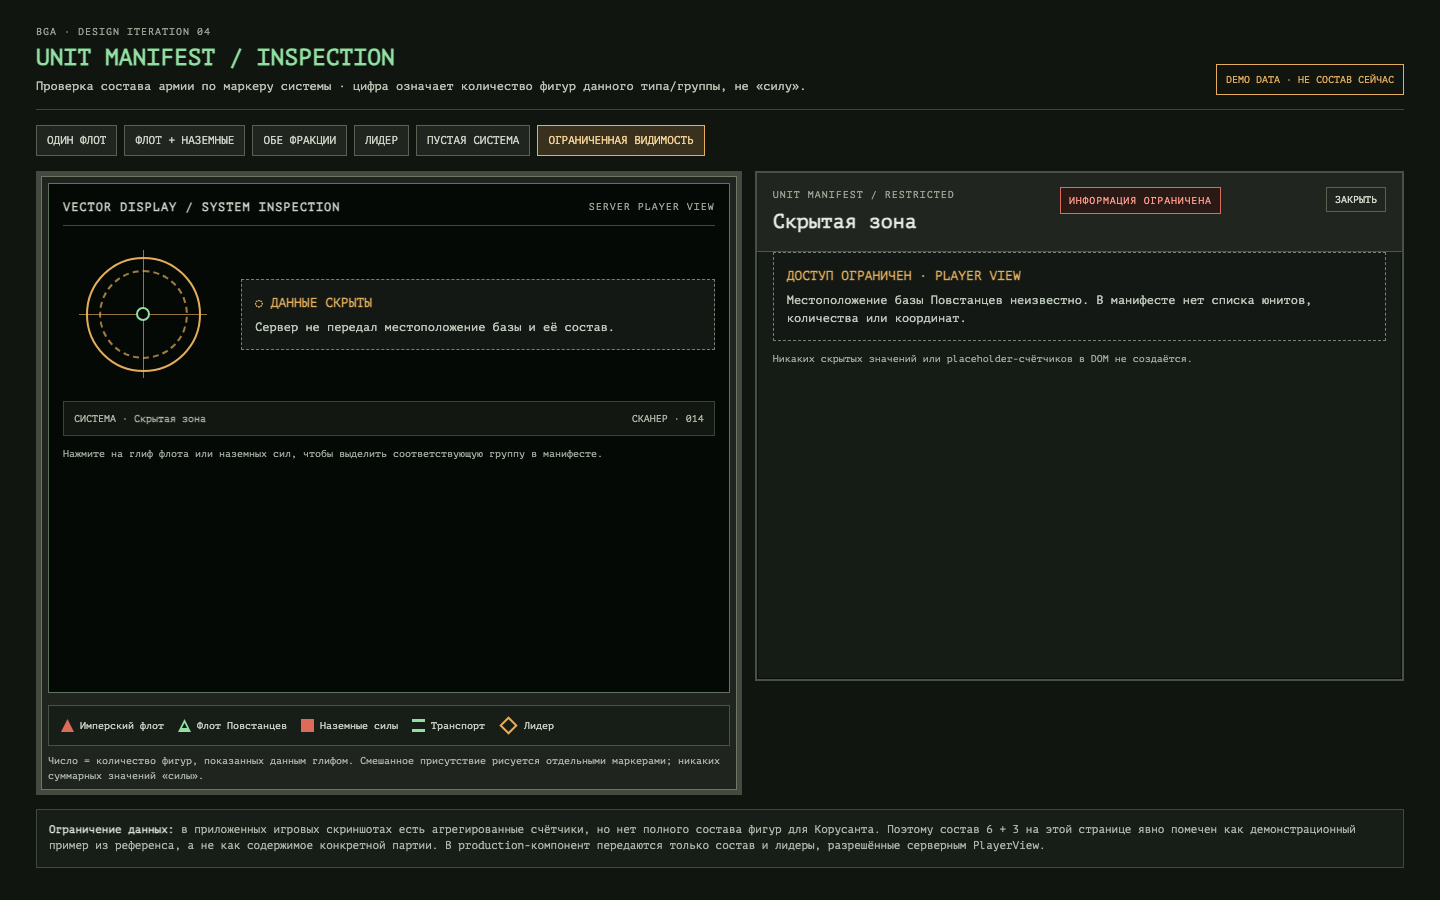 BGA · DESIGN ITERATION 04
UNIT MANIFEST / INSPECTION
Проверка состава армии по маркеру системы · цифра означает количество фигур данного типа/группы, не «силу».
DEMO DATA · НЕ СОСТАВ СЕЙЧАС
ОДИН ФЛОТ
ФЛОТ + НАЗЕМНЫЕ
ОБЕ ФРАКЦИИ
ЛИДЕР
ПУСТАЯ СИСТЕМА
ОГРАНИЧЕННАЯ ВИДИМОСТЬ
VECTOR DISPLAY / SYSTEM INSPECTION
SERVER PLAYER VIEW
ДАННЫЕ СКРЫТЫ
Сервер не передал местоположение базы и её состав.
СИСТЕМА · Скрытая зона
СКАНЕР · 014
Нажмите на глиф флота или наземных сил, чтобы выделить соответствующую группу в манифесте.
Имперский флот
Флот Повстанцев
Наземные силы
Транспорт
Лидер
Число = количество фигур, показанных данным глифом. Смешанное присутствие рисуется отдельными маркерами; никаких
суммарных значений «силы».
UNIT MANIFEST / RESTRICTED
Скрытая зона
ИНФОРМАЦИЯ ОГРАНИЧЕНА
ЗАКРЫТЬ
ДОСТУП ОГРАНИЧЕН · PLAYER VIEW
Местоположение базы Повстанцев неизвестно. В манифесте нет списка юнитов,
количества или координат.
Никаких скрытых значений или placeholder-счётчиков в DOM не создаётся.
Ограничение данных: в приложенных игровых скриншотах есть агрегированные счётчики, но нет полного состава фигур для Корусанта. Поэтому состав 6 + 3 на этой странице явно помечен как демонстрационный
пример из референса, а не как содержимое конкретной партии. В production-компонент передаются только состав и лидеры, разрешённые серверным PlayerView.